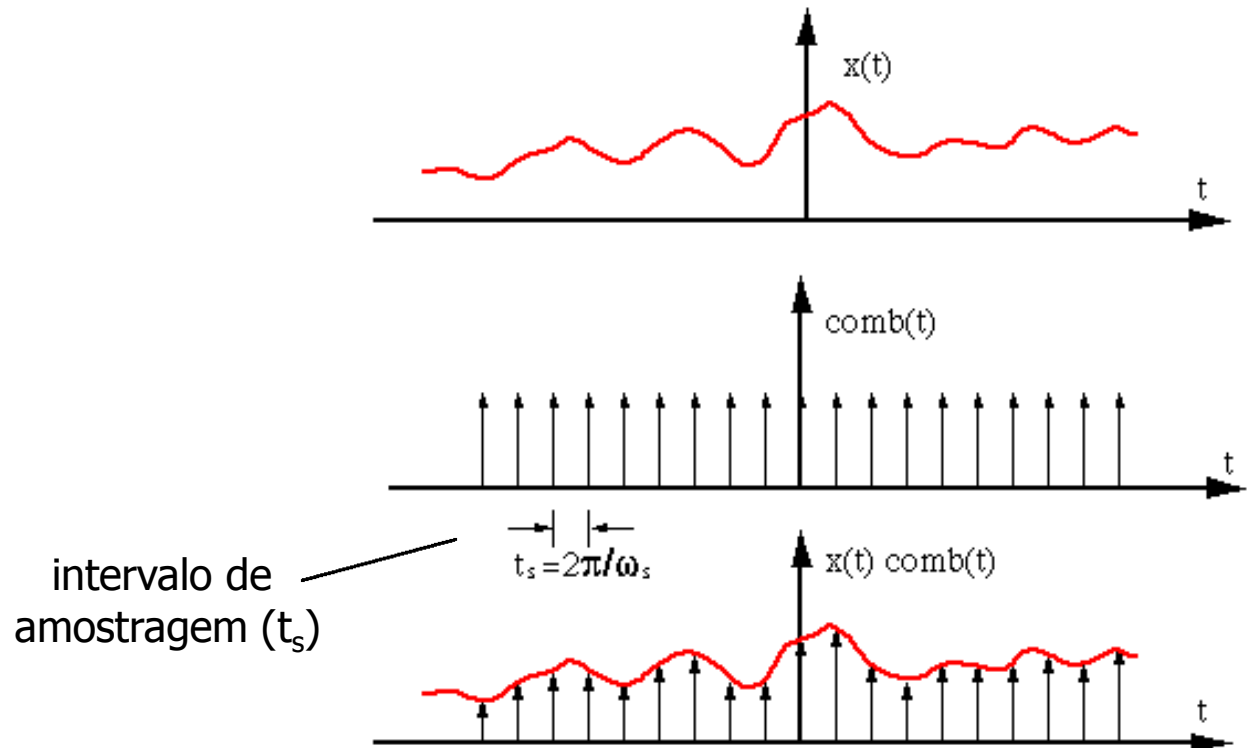 x(t)
t
comb(t)
t
tₛ=2π/ωₛ
intervalo de
amostragem (tₛ)
x(t) comb(t)
t